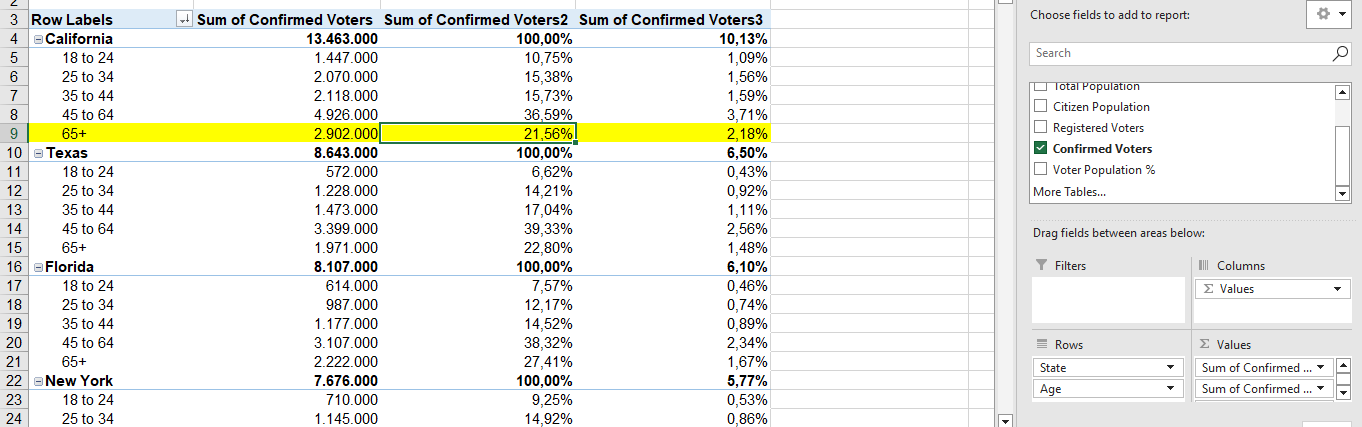 2
3 Row Labels Sum of Confirmed Voters Sum of Confirmed Voters2 Sum of Confirmed Voters3
4 California 13.463.000 100,00% 10,13%
5 18 to 24 1.447.000 10,75% 1,09%
6 25 to 34 2.070.000 15,38% 1,56%
7 35 to 44 2.118.000 15,73% 1,59%
8 45 to 64 4.926.000 36,59% 3,71%
9 65+ 2.902.000 21,56% 2,18%
10 Texas 8.643.000 100,00% 6,50%
11 18 to 24 572.000 6,62% 0,43%
12 25 to 34 1.228.000 14,21% 0,92%
13 35 to 44 1.473.000 17,04% 1,11%
14 45 to 64 3.399.000 39,33% 2,56%
15 65+ 1.971.000 22,80% 1,48%
16 Florida 8.107.000 100,00% 6,10%
17 18 to 24 614.000 7,57% 0,46%
18 25 to 34 987.000 12,17% 0,74%
19 35 to 44 1.177.000 14,52% 0,89%
20 45 to 64 3.107.000 38,32% 2,34%
21 65+ 2.222.000 27,41% 1,67%
22 New York 7.676.000 100,00% 5,77%
23 18 to 24 710.000 9,25% 0,53%
24 25 to 34 1.145.000 14,92% 0,86%
Choose fields to add to report:
Search
Total Population
Citizen Population
Registered Voters
Confirmed Voters
Voter Population %
More Tables...
Drag fields between areas below:
Filters
Columns
Σ Values
Rows
State
Age
Σ Values
Sum of Confirmed ...
Sum of Confirmed ...